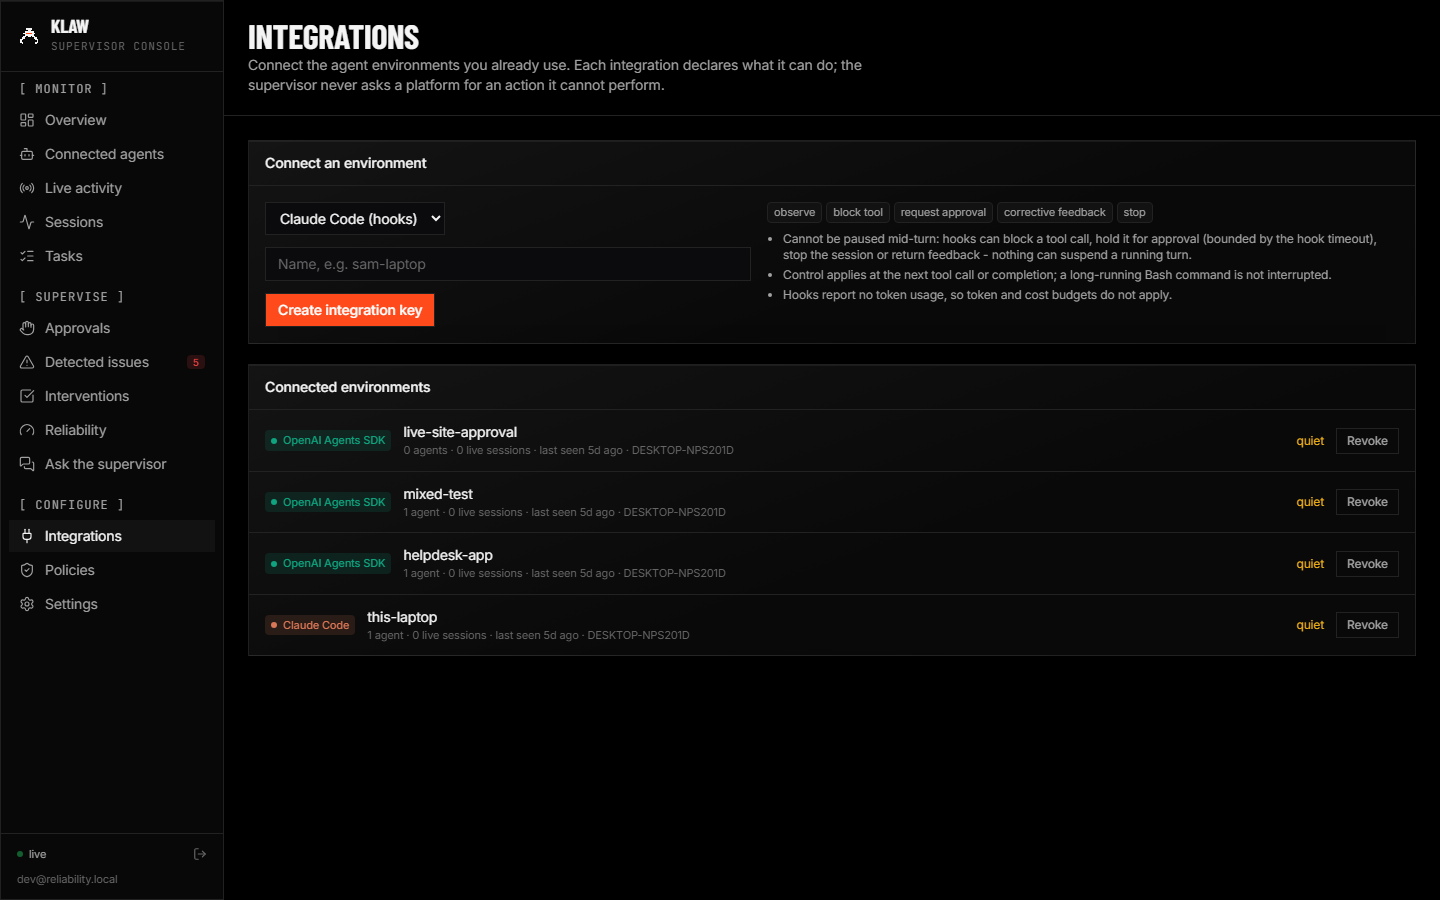 KLAW
SUPERVISOR CONSOLE
[ MONITOR ]
Overview
Connected agents
Live activity
Sessions
Tasks
[ SUPERVISE ]
Approvals
Detected issues 5
Interventions
Reliability
Ask the supervisor
[ CONFIGURE ]
Integrations
Policies
Settings
live
dev@reliability.local
INTEGRATIONS
Connect the agent environments you already use. Each integration declares what it can do; the
supervisor never asks a platform for an action it cannot perform.
Connect an environment
Claude Code (hooks)
Name, e.g. sam-laptop
Create integration key
observe block tool request approval corrective feedback stop
• Cannot be paused mid-turn: hooks can block a tool call, hold it for approval (bounded by the hook timeout),
stop the session or return feedback - nothing can suspend a running turn.
• Control applies at the next tool call or completion; a long-running Bash command is not interrupted.
• Hooks report no token usage, so token and cost budgets do not apply.
Connected environments
OpenAI Agents SDK live-site-approval quiet Revoke
0 agents · 0 live sessions · last seen 5d ago · DESKTOP-NPS201D
OpenAI Agents SDK mixed-test quiet Revoke
1 agent · 0 live sessions · last seen 5d ago · DESKTOP-NPS201D
OpenAI Agents SDK helpdesk-app quiet Revoke
1 agent · 0 live sessions · last seen 5d ago · DESKTOP-NPS201D
Claude Code this-laptop quiet Revoke
1 agent · 0 live sessions · last seen 5d ago · DESKTOP-NPS201D